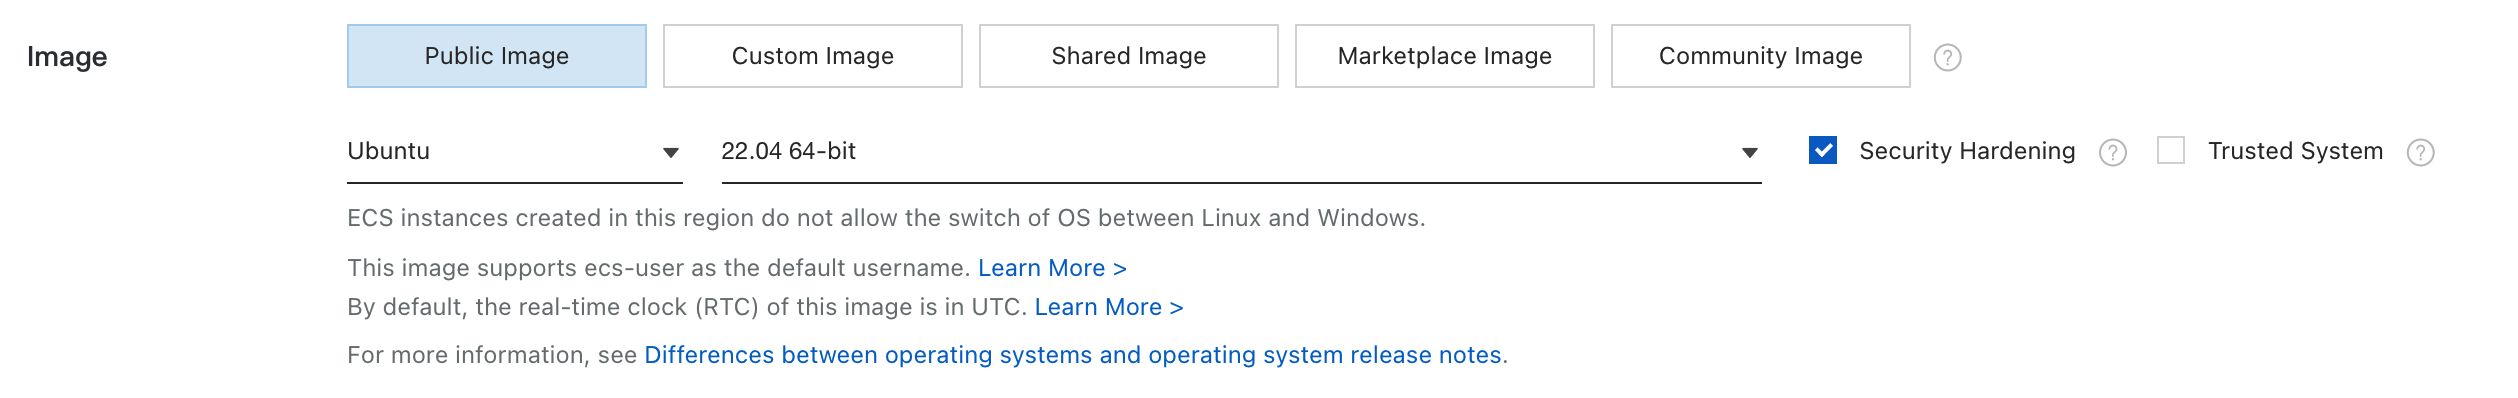 Image
Public Image
Custom Image
Shared Image
Marketplace Image
Community Image
?
Ubuntu
22.04 64-bit
Security Hardening
?
Trusted System
?
ECS instances created in this region do not allow the switch of OS between Linux and Windows.
This image supports ecs-user as the default username. Learn More >
By default, the real-time clock (RTC) of this image is in UTC. Learn More >
For more information, see Differences between operating systems and operating system release notes.